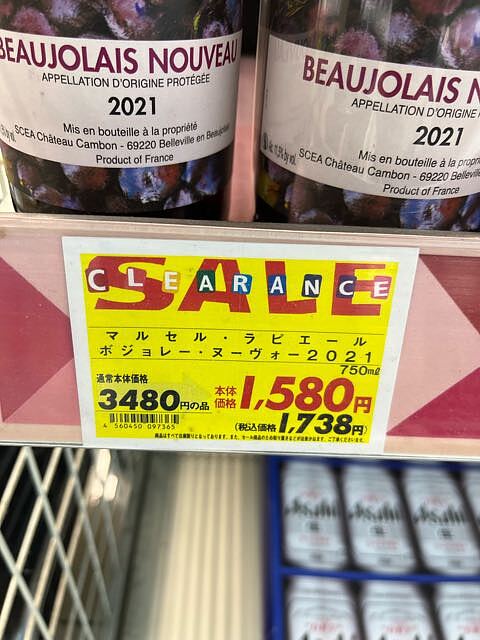 BEAUJOLAIS NOUVEAU
APPELLATION D'ORIGINE PROTÉGÉE
2021
Mis en bouteille à la propriété
SCEA Château Cambon - 69220 Belleville en Beaujolais
Product of France
BEAUJOLAIS N
APPELLATION D'ORIGINE
2021
Mis en bouteille à la propri
SCEA Château Cambon - 69220 Bellevill
Product of France
SALE
CLEARANCE
マルセル・ラピエール
ボジョレー・ヌーヴォー2021
750mℓ
通常本体価格
3480円の品
本体価格 1,580円
(税込価格1,738円)
4 560450 097365
Asahi
Asahi
Asahi